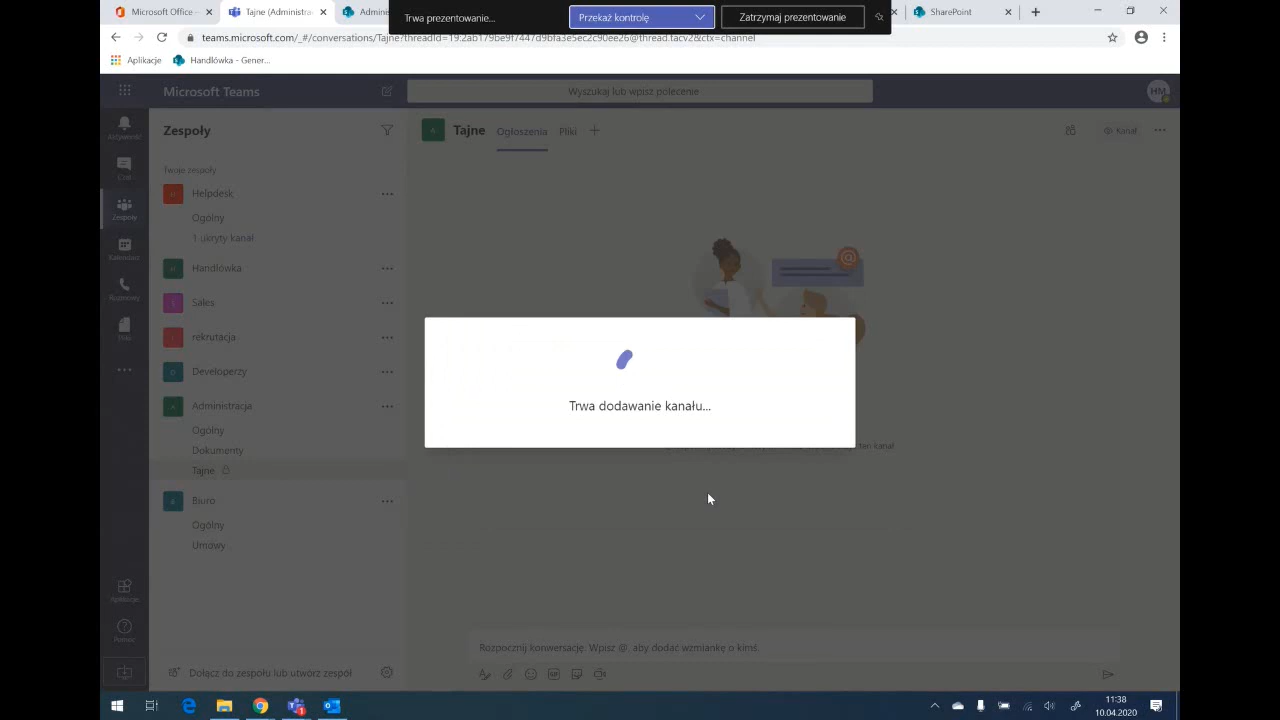 Microsoft Office
Tajne (Administra
Trwa prezentowanie...
Przekaż kontrolę
Zatrzymaj prezentowanie
SharePoint
teams.microsoft.com/_#/conversations/Tajne?threadId=19:2ab179be9f7447d9bfa3e5ec2c90ee26@thread.tacv2&ctx=channel
Aplikacje
Handlówka - Gener...
Microsoft Teams
Wyszukaj lub wpisz polecenie
HM
Aktywność
Czat
Zespoły
Kalendarz
Rozmowy
Pliki
Aplikacje
Pomoc
Zespoły
Twoje zespoły
Helpdesk
Ogólny
1 ukryty kanał
Handlówka
Sales
rekrutacja
Developerzy
Administracja
Ogólny
Dokumenty
Tajne
Biuro
Ogólny
Umowy
Dołącz do zespołu lub utwórz zespół
Tajne
Ogłoszenia
Pliki
Kanał
Trwa dodawanie kanału...
ten kanał
Rozpocznij konwersację. Wpisz @, aby dodać wzmiankę o kimś.
11:38
10.04.2020